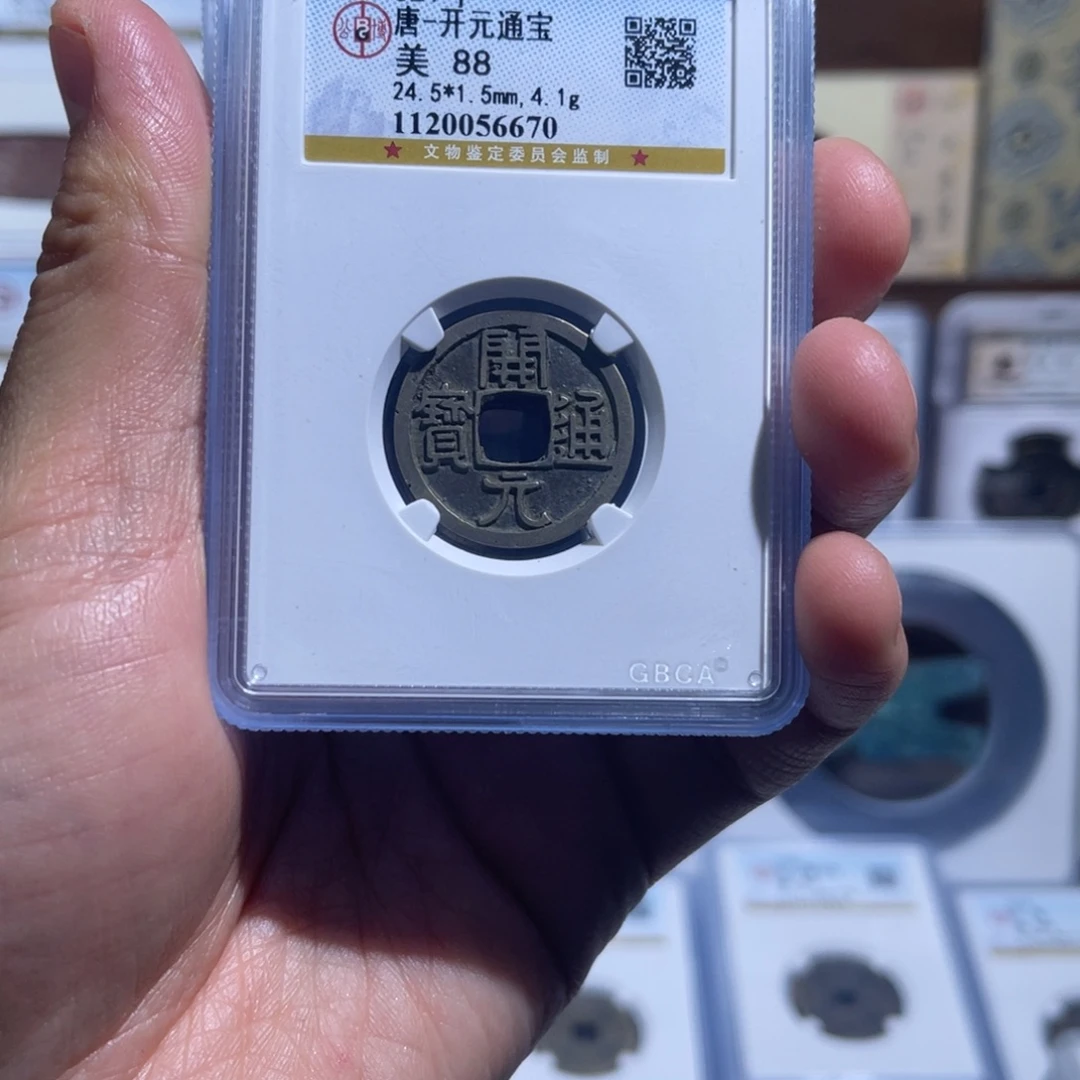 唐-开元通宝
美 88
24.5*1.5mm,4.1g
1120056670
★ 文物鉴定委员会监制 ★
開
寶 通
元
GBCA